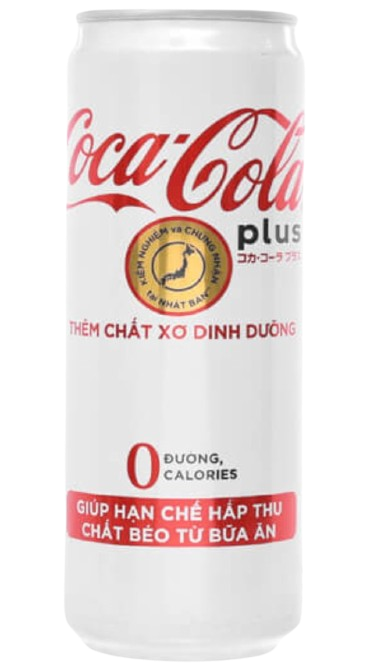 Coca-Cola
plus
コカ・コーラ プラス
KIỂM NGHIỆM và CHỨNG NHẬN
tại NHẬT BẢN
THÊM CHẤT XƠ DINH DƯỠNG
0 ĐƯỜNG,
CALORIES
GIÚP HẠN CHẾ HẤP THU
CHẤT BÉO TỪ BỮA ĂN